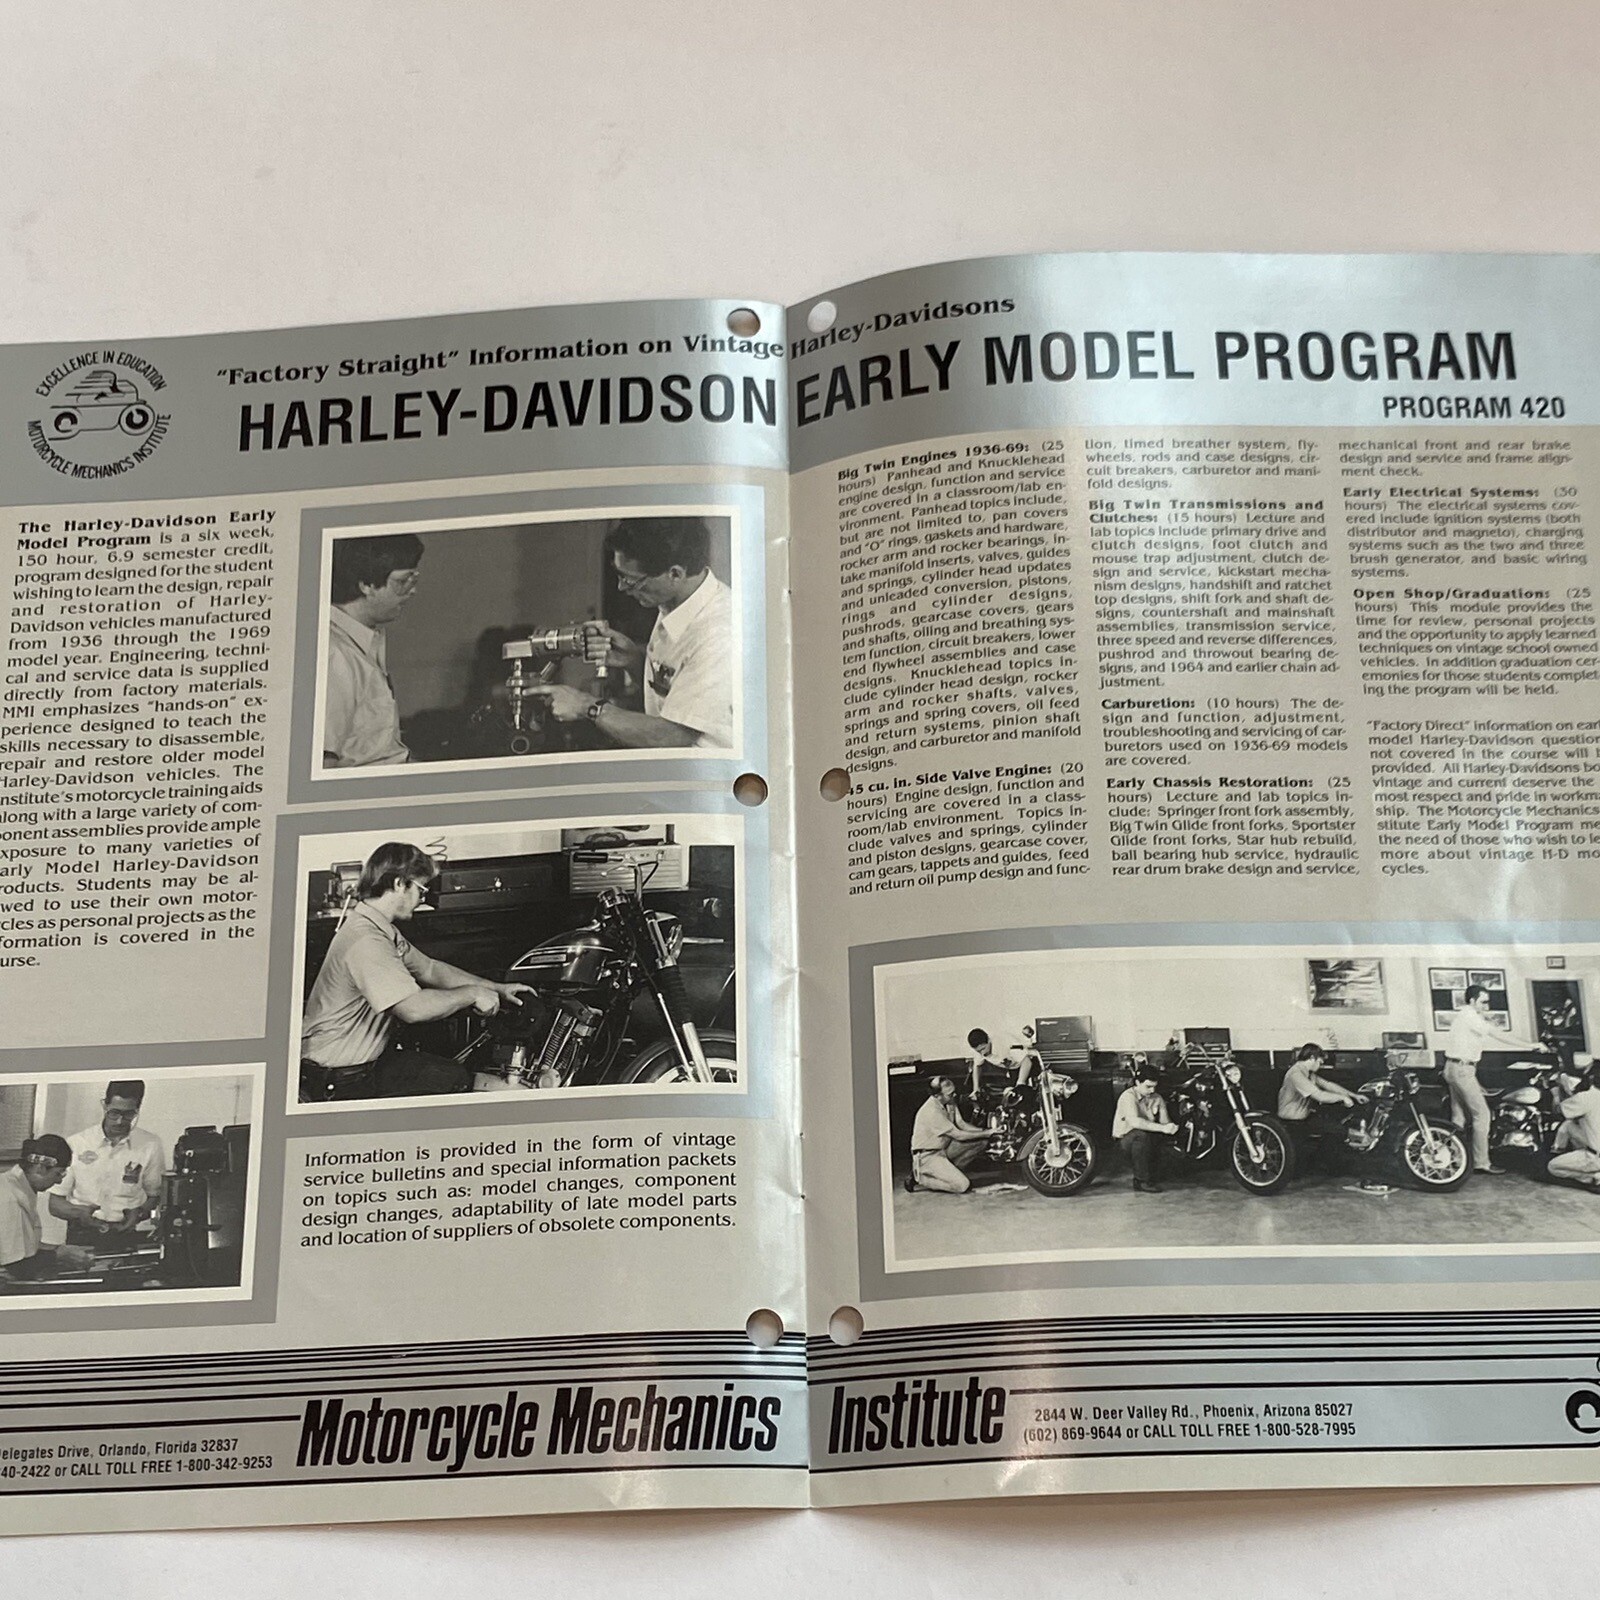 EXCELLENCE IN EDUCATION
MOTORCYCLE MECHANICS INSTITUTE
"Factory Straight" Information on Vintage Harley-Davidsons
HARLEY-DAVIDSON EARLY MODEL PROGRAM
PROGRAM 420
The Harley-Davidson Early
Model Program is a six week,
150 hour, 6.9 semester credit,
program designed for the student
wishing to learn the design, repair
and restoration of Harley-
Davidson vehicles manufactured
from 1936 through the 1969
model year. Engineering, techni-
cal and service data is supplied
directly from factory materials.
MMI emphasizes "hands-on" ex-
perience designed to teach the
skills necessary to disassemble,
repair and restore older model
Harley-Davidson vehicles. The
nstitute's motorcycle training aids
long with a large variety of com-
onent assemblies provide ample
xposure to many varieties of
arly Model Harley-Davidson
roducts. Students may be al-
wed to use their own motor-
cles as personal projects as the
formation is covered in the
urse.
Information is provided in the form of vintage
service bulletins and special information packets
on topics such as: model changes, component
design changes, adaptability of late model parts
and location of suppliers of obsolete components.
Big Twin Engines 1936-69: (25
hours) Panhead and Knucklehead
engine design, function and service
are covered in a classroom/lab en-
vironment. Panhead topics include,
but are not limited to, pan covers
and "O" rings, gaskets and hardware,
rocker arm and rocker bearings, in-
take manifold inserts, valves, guides
and springs, cylinder head updates
and unleaded conversion, pistons,
rings and cylinder designs,
pushrods, gearcase covers, gears
and shafts, oiling and breathing sys-
tem function, circuit breakers, lower
end flywheel assemblies and case
designs. Knucklehead topics in-
clude cylinder head design, rocker
arm and rocker shafts, valves,
springs and spring covers, oil feed
and return systems, pinion shaft
design, and carburetor and manifold
designs.
45 cu. in. Side Valve Engine: (20
hours) Engine design, function and
servicing are covered in a class-
room/lab environment. Topics in-
clude valves and springs, cylinder
and piston designs, gearcase cover,
cam gears, tappets and guides, feed
and return oil pump design and func-
tion, timed breather system, fly-
wheels, rods and case designs, cir-
cuit breakers, carburetor and mani-
fold designs.
Big Twin Transmissions and
Clutches: (15 hours) Lecture and
lab topics include primary drive and
clutch designs, foot clutch and
mouse trap adjustment, clutch de-
sign and service, kickstart mecha-
nism designs, handshift and ratchet
top designs, shift fork and shaft de-
signs, countershaft and mainshaft
assemblies, transmission service,
three speed and reverse differences,
pushrod and throwout bearing de-
signs, and 1964 and earlier chain ad-
justment.
Carburetion: (10 hours) The de-
sign and function, adjustment,
troubleshooting and servicing of car-
buretors used on 1936-69 models
are covered.
Early Chassis Restoration: (25
hours) Lecture and lab topics in-
clude: Springer front fork assembly,
Big Twin Glide front forks, Sportster
Glide front forks, Star hub rebuild,
ball bearing hub service, hydraulic
rear drum brake design and service,
mechanical front and rear brake
design and service and frame align-
ment check.
Early Electrical Systems: (30
hours) The electrical systems cov-
ered include ignition systems (both
distributor and magneto), charging
systems such as the two and three
brush generator, and basic wiring
systems.
Open Shop/Graduation: (25
hours) This module provides the
time for review, personal projects
and the opportunity to apply learned
techniques on vintage school owned
vehicles. In addition graduation cer-
emonies for those students complet-
ing the program will be held.
"Factory Direct" information on earl
model Harley-Davidson question
not covered in the course will b
provided. All Harley-Davidsons bo
vintage and current deserve the
most respect and pride in workma
ship. The Motorcycle Mechanics
stitute Early Model Program me
the need of those who wish to le
more about vintage H-D mo
cycles.
Motorcycle Mechanics Institute
elegates Drive, Orlando, Florida 32837
40-2422 or CALL TOLL FREE 1-800-342-9253
2844 W. Deer Valley Rd., Phoenix, Arizona 85027
(602) 869-9644 or CALL TOLL FREE 1-800-528-7995